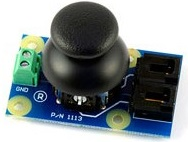 GND
®
P/N 1113